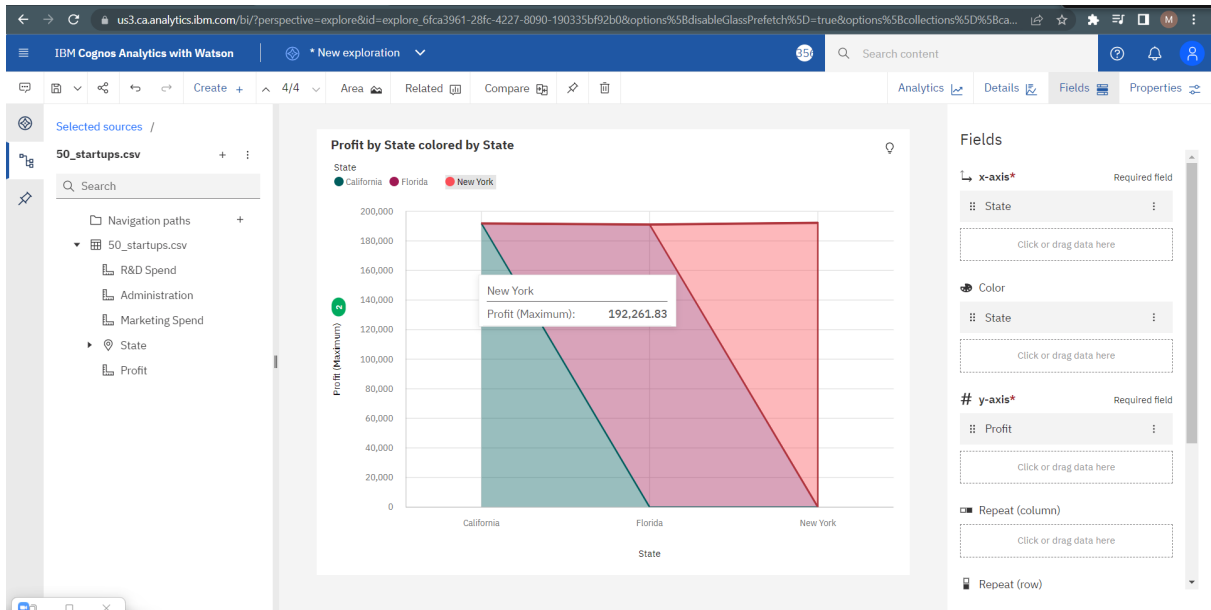 us3.ca.analytics.ibm.com/bi/?perspective=explore&id=explore_6fca3961-28fc-4227-8090-190335bf92b0&options%5BdisableGlassPrefetch%5D=true&options%5Bcollections%5D%5Bca...
M
IBM Cognos Analytics with Watson
* New exploration
Search content
Create +
4/4
Area
Related
Compare
Analytics
Details
Fields
Properties
Selected sources /
50_startups.csv
Search
Navigation paths
50_startups.csv
R&D Spend
Administration
Marketing Spend
State
Profit
Profit by State colored by State
State
California
Florida
New York
200,000
180,000
160,000
140,000
120,000
100,000
80,000
60,000
40,000
20,000
0
Profit (Maximum)
2
New York
Profit (Maximum): 192,261.83
California
Florida
New York
State
Fields
x-axis* Required field
State
Click or drag data here
Color
State
Click or drag data here
# y-axis* Required field
Profit
Click or drag data here
Repeat (column)
Click or drag data here
Repeat (row)